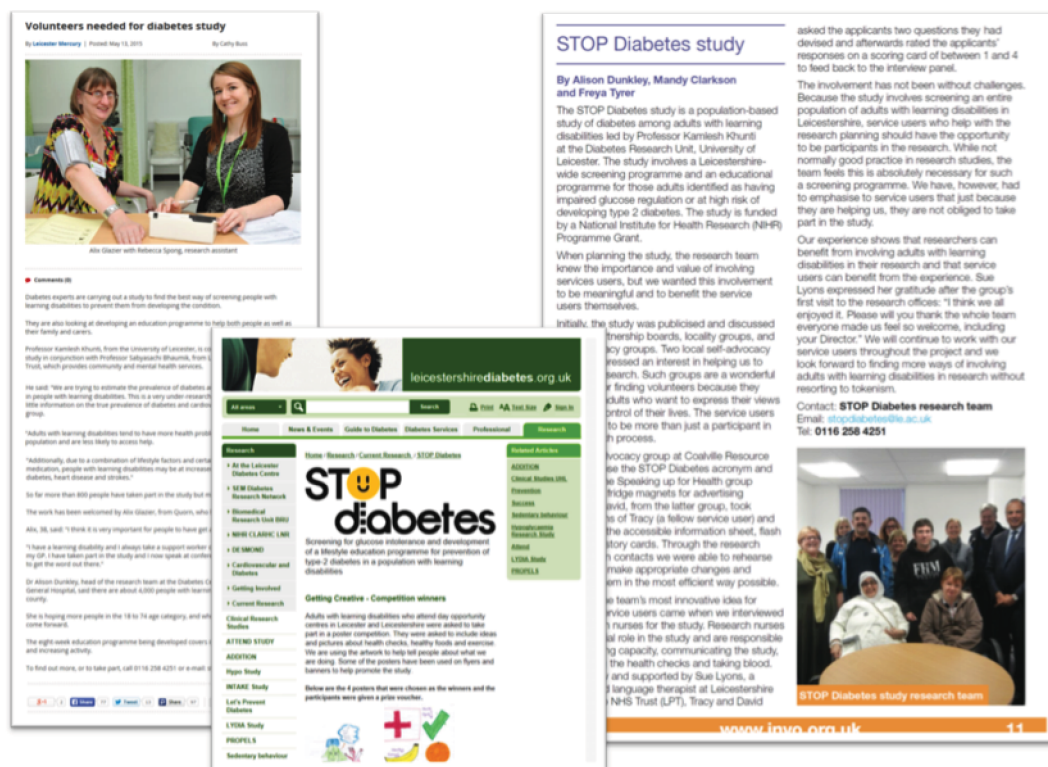 Volunteers needed for diabetes study
By Leicester Mercury | Posted: May 13, 2015 By Cathy Buss
Alix Glazier with Rebecca Spong, research assistant
Comments (0)
Diabetes experts are carrying out a study to find the best way of screening people with
learning disabilities to prevent them from developing the condition.
They are also looking at developing an education programme to help both people as well as
their family and carers.
Professor Kamlesh Khunti, from the University of Leicester, is
study in conjunction with Professor Sabyasachi Bhaumik, from
Trust, which provides community and mental health services.
He said: "We are trying to estimate the prevalence of diabetes
in people with learning disabilities. This is a very under-research
little information on the true prevalence of diabetes and
group.
"Adults with learning disabilities tend to have more health
population and are less likely to access help.
"Additionally, due to a combination of lifestyle factors and
medication, people with learning disabilities may be at
diabetes, heart disease and strokes."
So far more than 800 people have taken part in the study but
The work has been welcomed by Alix Glazier, from Quorn, who
Alix, 38, said: "I think it is very important for people to have get
"I have a learning disability and I always take a support worker
my GP. I have taken part in the study and I now speak at
to get the word out there."
Dr Alison Dunkley, head of the research team at the Diabetes
General Hospital, said there are about 4,000 people with
county.
She is hoping more people in the 18 to 74 age category, and
come forward.
The eight-week education programme being developed covers
and increasing activity.
To find out more, or to take part, call 0116 258 4251 or e-mail
Share Tweet Share
leicestershirediabetes.org.uk
All areas Search Print AA Text Size Sign In
Home News & Events Guide to Diabetes Diabetes Services Professional Research
Research
At the Leicester
Diabetes Centre
SEM Diabetes
Research Network
Biomedical
Research Unit BRU
NIHR CLAHRC LNR
DESMOND
Cardiovascular and
Diabetes
Getting Involved
Current Research
Clinical Research
Studies
ATTEND STUDY
ADDITION
Hypo Study
INTAKE Study
Let's Prevent
Diabetes
LYDIA Study
PROPELS
Sedentary behaviour
Home › Research › Current Research › STOP Diabetes
STOP
diabetes
Screening for glucose intolerance and development
of a lifestyle education programme for prevention of
type-2 diabetes in a population with learning
disabilities
Getting Creative - Competition winners
Adults with learning disabilities who attend day opportunity
centres in Leicester and Leicestershire were asked to take
part in a poster competition. They were asked to include ideas
and pictures about health checks, healthy foods and exercise.
We are using the artwork to help tell people about what we
are doing. Some of the posters have been used on flyers and
banners to help promote the study.
Below are the 4 posters that were chosen as the winners and the
participants were given a prize voucher.
Related Articles
ADDITION
Clinical Studies UHL
Prevention
Success
Sedentary behaviour
Hypoglycaemia
Research Study
Attend
LYDIA Study
PROPELS
STOP Diabetes study
By Alison Dunkley, Mandy Clarkson
and Freya Tyrer
The STOP Diabetes study is a population-based
study of diabetes among adults with learning
disabilities led by Professor Kamlesh Khunti
at the Diabetes Research Unit, University of
Leicester. The study involves a Leicestershire-
wide screening programme and an educational
programme for those adults identified as having
impaired glucose regulation or at high risk of
developing type 2 diabetes. The study is funded
by a National Institute for Health Research (NIHR)
Programme Grant.
When planning the study, the research team
knew the importance and value of involving
services users, but we wanted this involvement
to be meaningful and to benefit the service
users themselves.
Initially, the study was publicised and discussed
tnership boards, locality groups, and
acy groups. Two local self-advocacy
pressed an interest in helping us to
search. Such groups are a wonderful
r finding volunteers because they
dults who want to express their views
ontrol of their lives. The service users
to be more than just a participant in
h process.
vocacy group at Coalville Resource
se the STOP Diabetes acronym and
e Speaking up for Health group
fridge magnets for advertising
avid, from the latter group, took
ns of Tracy (a fellow service user) and
the accessible information sheet, flash
atory cards. Through the research
h contacts we were able to rehearse
make appropriate changes and
em in the most efficient way possible.
e team's most innovative idea for
ervice users came when we interviewed
h nurses for the study. Research nurses
al role in the study and are responsible
ng capacity, communicating the study,
the health checks and taking blood.
y and supported by Sue Lyons, a
d language therapist at Leicestershire
NHS Trust (LPT), Tracy and David
asked the applicants two questions they had
devised and afterwards rated the applicants'
responses on a scoring card of between 1 and 4
to feed back to the interview panel.
The involvement has not been without challenges.
Because the study involves screening an entire
population of adults with learning disabilities in
Leicestershire, service users who help with the
research planning should have the opportunity
to be participants in the research. While not
normally good practice in research studies, the
team feels this is absolutely necessary for such
a screening programme. We have, however, had
to emphasise to service users that just because
they are helping us, they are not obliged to take
part in the study.
Our experience shows that researchers can
benefit from involving adults with learning
disabilities in their research and that service
users can benefit from the experience. Sue
Lyons expressed her gratitude after the group's
first visit to the research offices: "I think we all
enjoyed it. Please will you thank the whole team
everyone made us feel so welcome, including
your Director." We will continue to work with our
service users throughout the project and we
look forward to finding more ways of involving
adults with learning disabilities in research without
resorting to tokenism.
Contact: STOP Diabetes research team
Email: stopdiabetes@le.ac.uk
Tel: 0116 258 4251
FHM
STOP Diabetes study research team
www.invo.org.uk 11